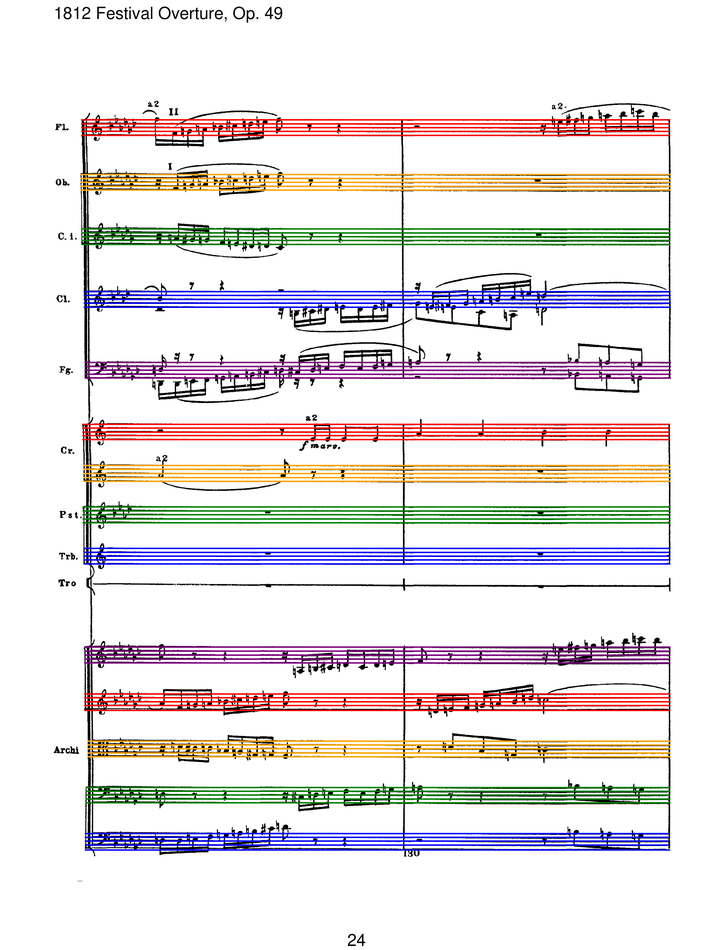 1812 Festival Overture, Op. 49
a2
II
a2.
Fl.
I
Ob.
C. i.
Cl.
Fg.
a2
Cr.
f marc.
a2
Pst.
Trb.
Tro
Archi
130
24